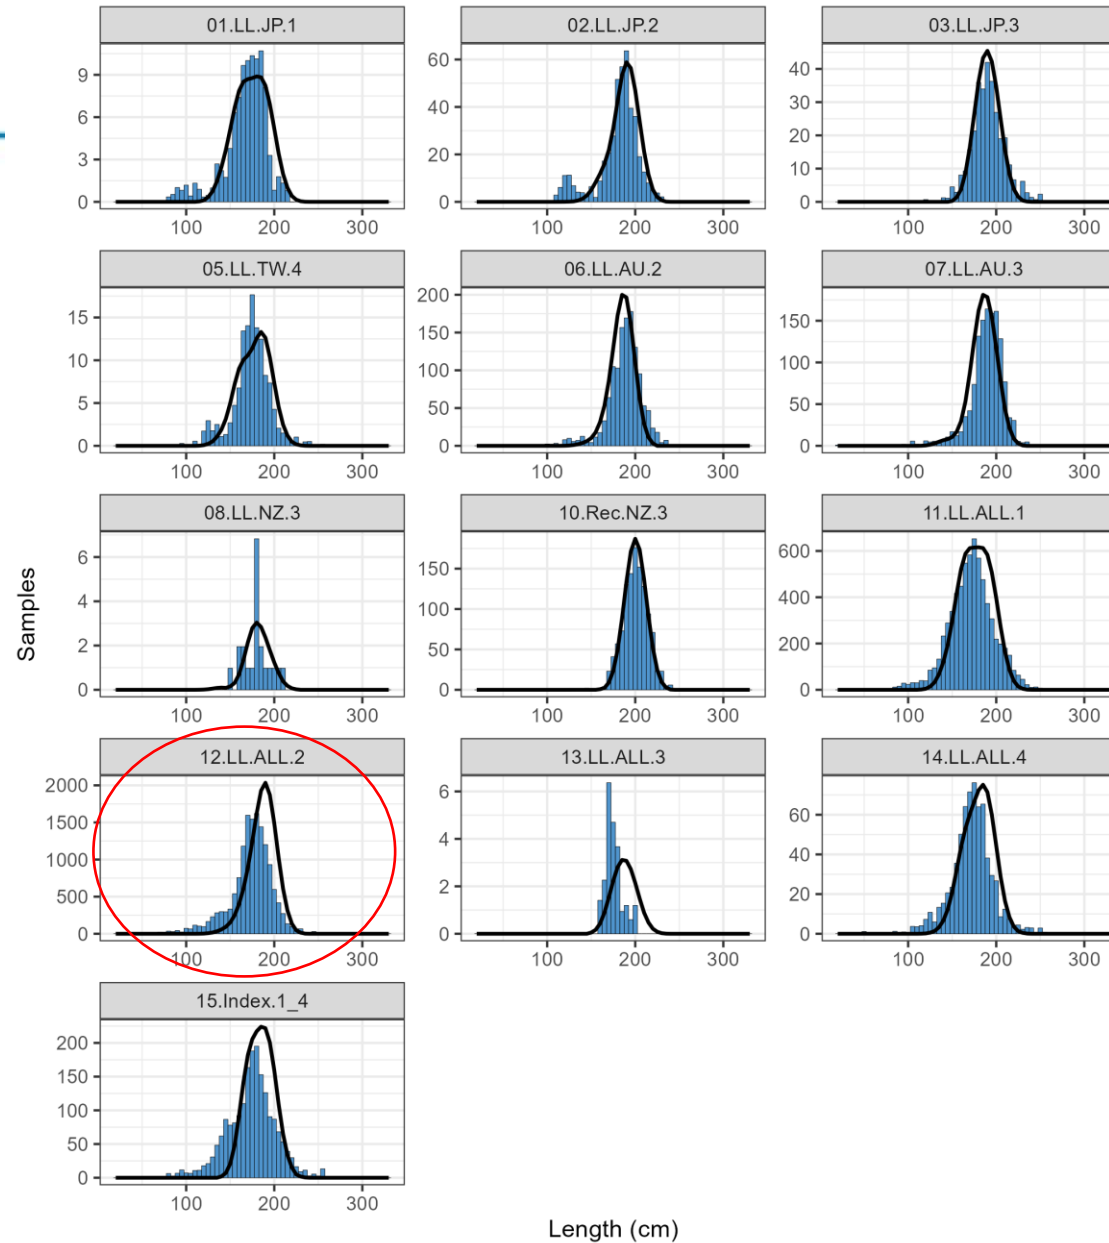 01.LL.JP.1 02.LL.JP.2 03.LL.JP.3
9 60 40
6 40 30
3 20 20
0 0 10
0
100 200 300 100 200 300 100 200 300
05.LL.TW.4 06.LL.AU.2 07.LL.AU.3
15 200 150
10 150 100
5 100 50
0 50 0
0
100 200 300 100 200 300 100 200 300
08.LL.NZ.3 10.Rec.NZ.3 11.LL.ALL.1
6 150 600
4 100 400
2 50 200
0 0 0
100 200 300 100 200 300 100 200 300
Samples
12.LL.ALL.2 13.LL.ALL.3 14.LL.ALL.4
2000 6 60
1500 4 40
1000 2 20
500 0 0
0
100 200 300 100 200 300 100 200 300
15.Index.1_4
200
150
100
50
0
100 200 300
Length (cm)